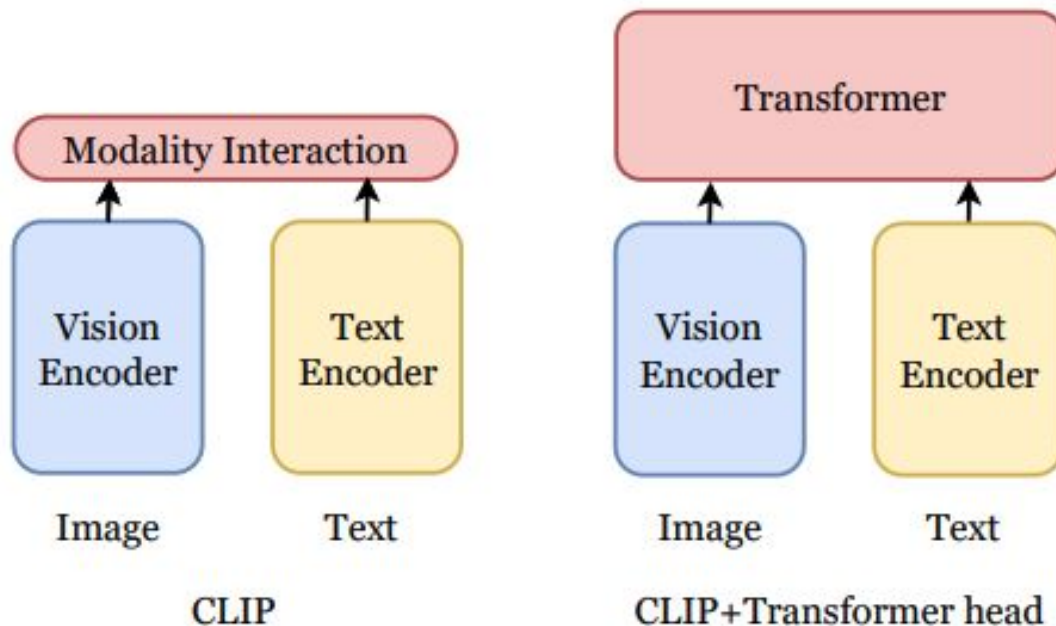 Modality Interaction
Vision
Encoder
Text
Encoder
Image
Text
CLIP
Transformer
Vision
Encoder
Text
Encoder
Image
Text
CLIP+Transformer head